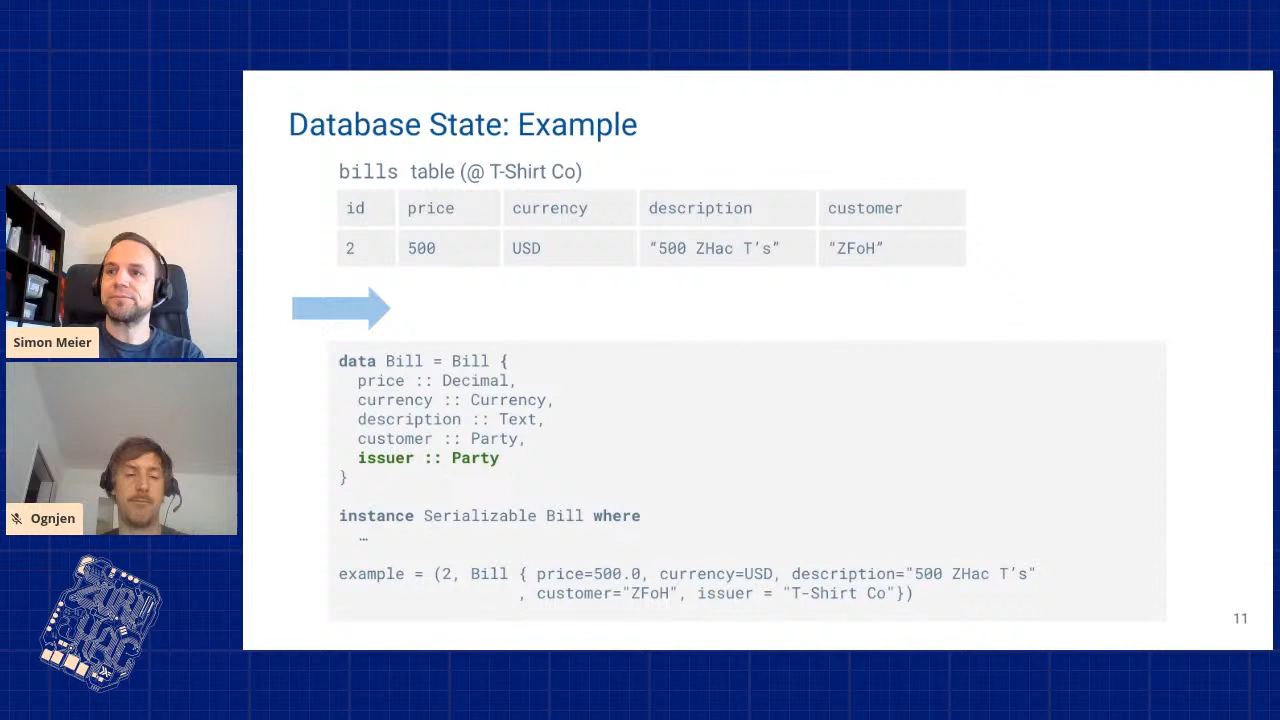 Database State: Example
bills table (@ T-Shirt Co)
id price currency description customer
2 500 USD “500 ZHac T’s” “ZFoH”
data Bill = Bill {
price :: Decimal,
currency :: Currency,
description :: Text,
customer :: Party,
issuer :: Party
}
instance Serializable Bill where
…
example = (2, Bill { price=500.0, currency=USD, description="500 ZHac T’s"
, customer="ZFoH", issuer = "T-Shirt Co"})
11
Simon Meier
Ognjen
ZURI
HAC